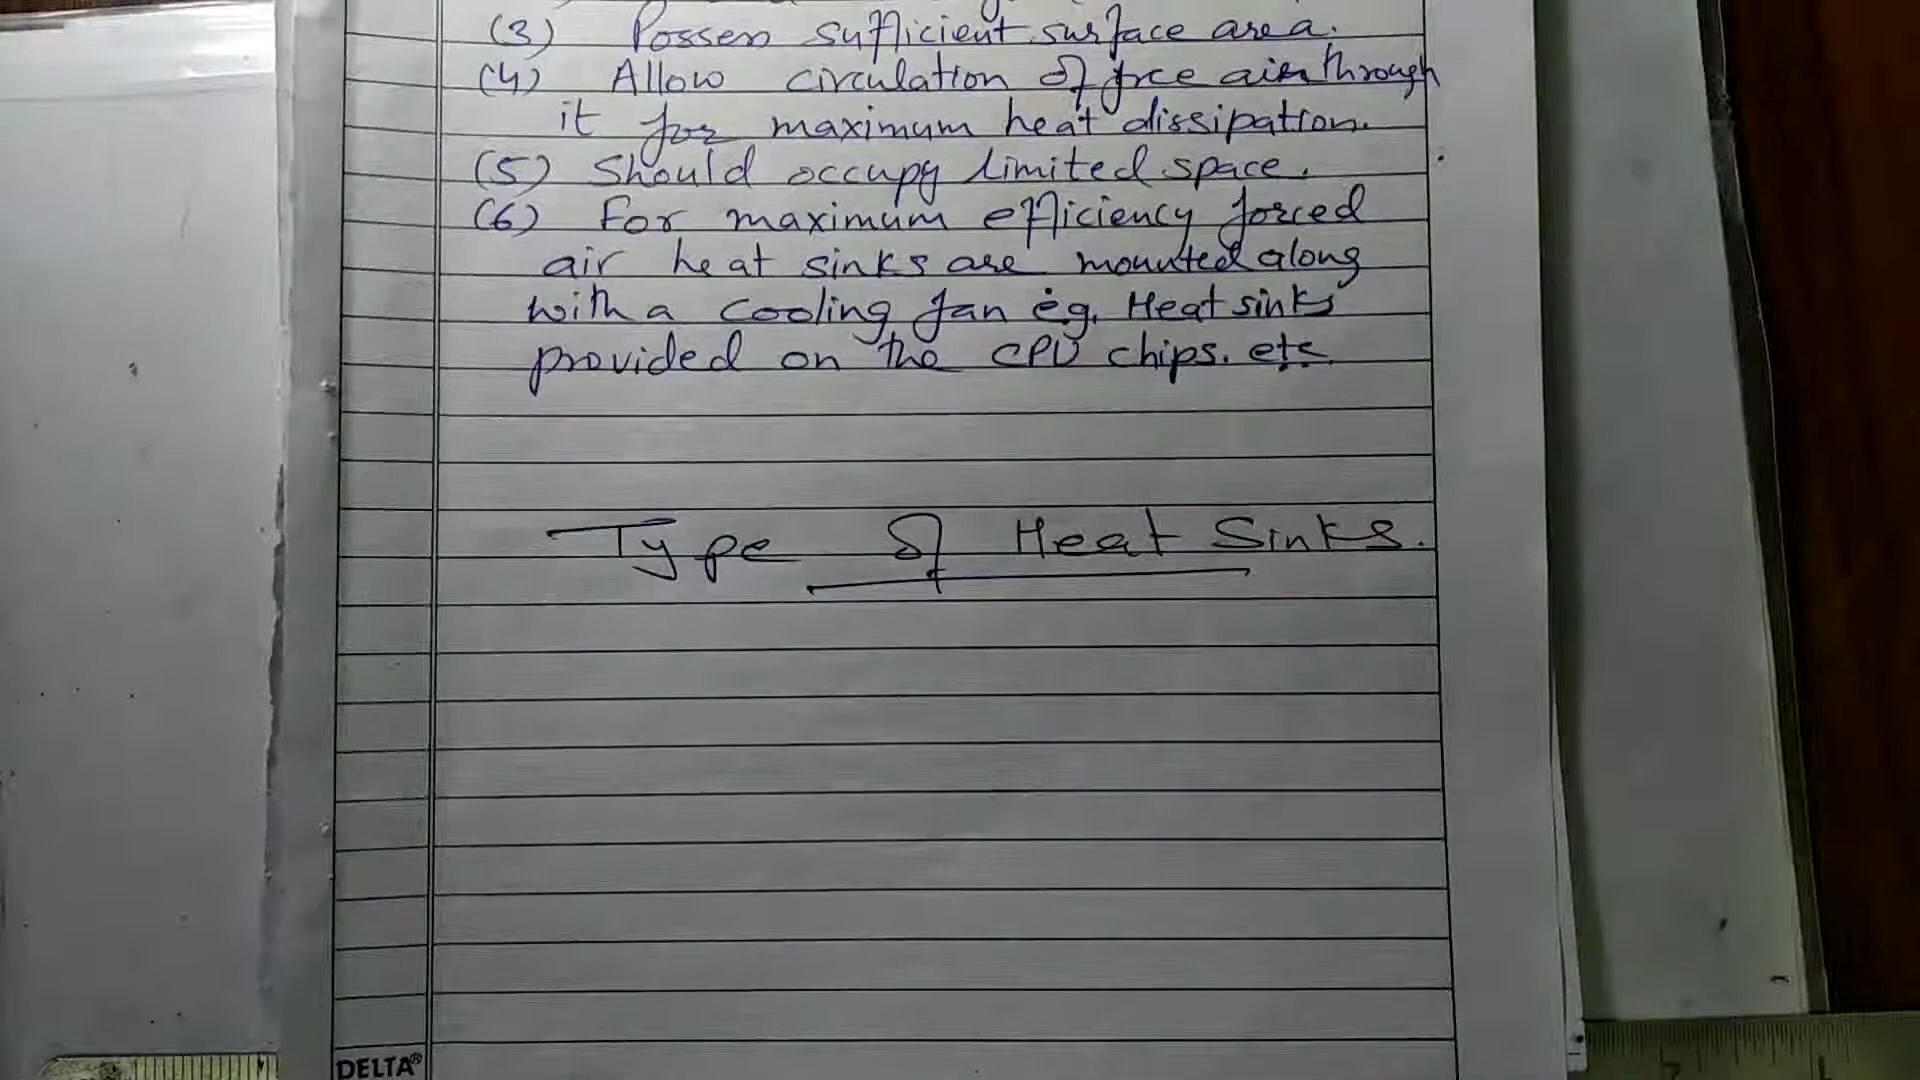 (3) Possess sufficient surface area.
(4) Allow circulation of free air through
it for maximum heat dissipation.
(5) Should occupy limited space.
(6) For maximum efficiency forced
air heat sinks are mounted along
with a cooling fan eg. Heat sinks
provided on the CPU chips. etc
Type of Heat Sinks.
DELTA®